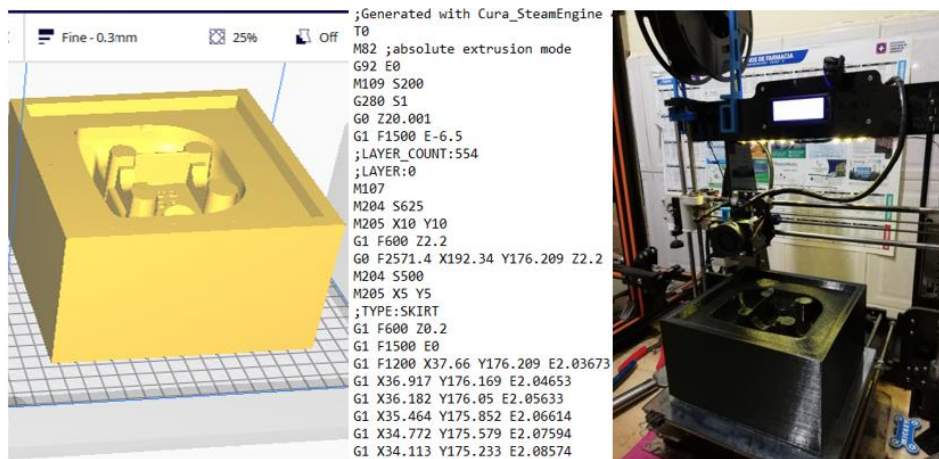 Fine - 0.3mm
25%
Off
;Generated with Cura_SteamEngine
T0
M82 ;absolute extrusion mode
G92 E0
M109 S200
G280 S1
G0 Z20.001
G1 F1500 E-6.5
;LAYER_COUNT:554
;LAYER:0
M107
M204 S625
M205 X10 Y10
G1 F600 Z2.2
G0 F2571.4 X192.34 Y176.209 Z2.2
M204 S500
M205 X5 Y5
;TYPE:SKIRT
G1 F600 Z0.2
G1 F1500 E0
G1 F1200 X37.66 Y176.209 E2.03673
G1 X36.917 Y176.169 E2.04653
G1 X36.182 Y176.05 E2.05633
G1 X35.464 Y175.852 E2.06614
G1 X34.772 Y175.579 E2.07594
G1 X34.113 Y175.233 E2.08574
DE FARMACIA